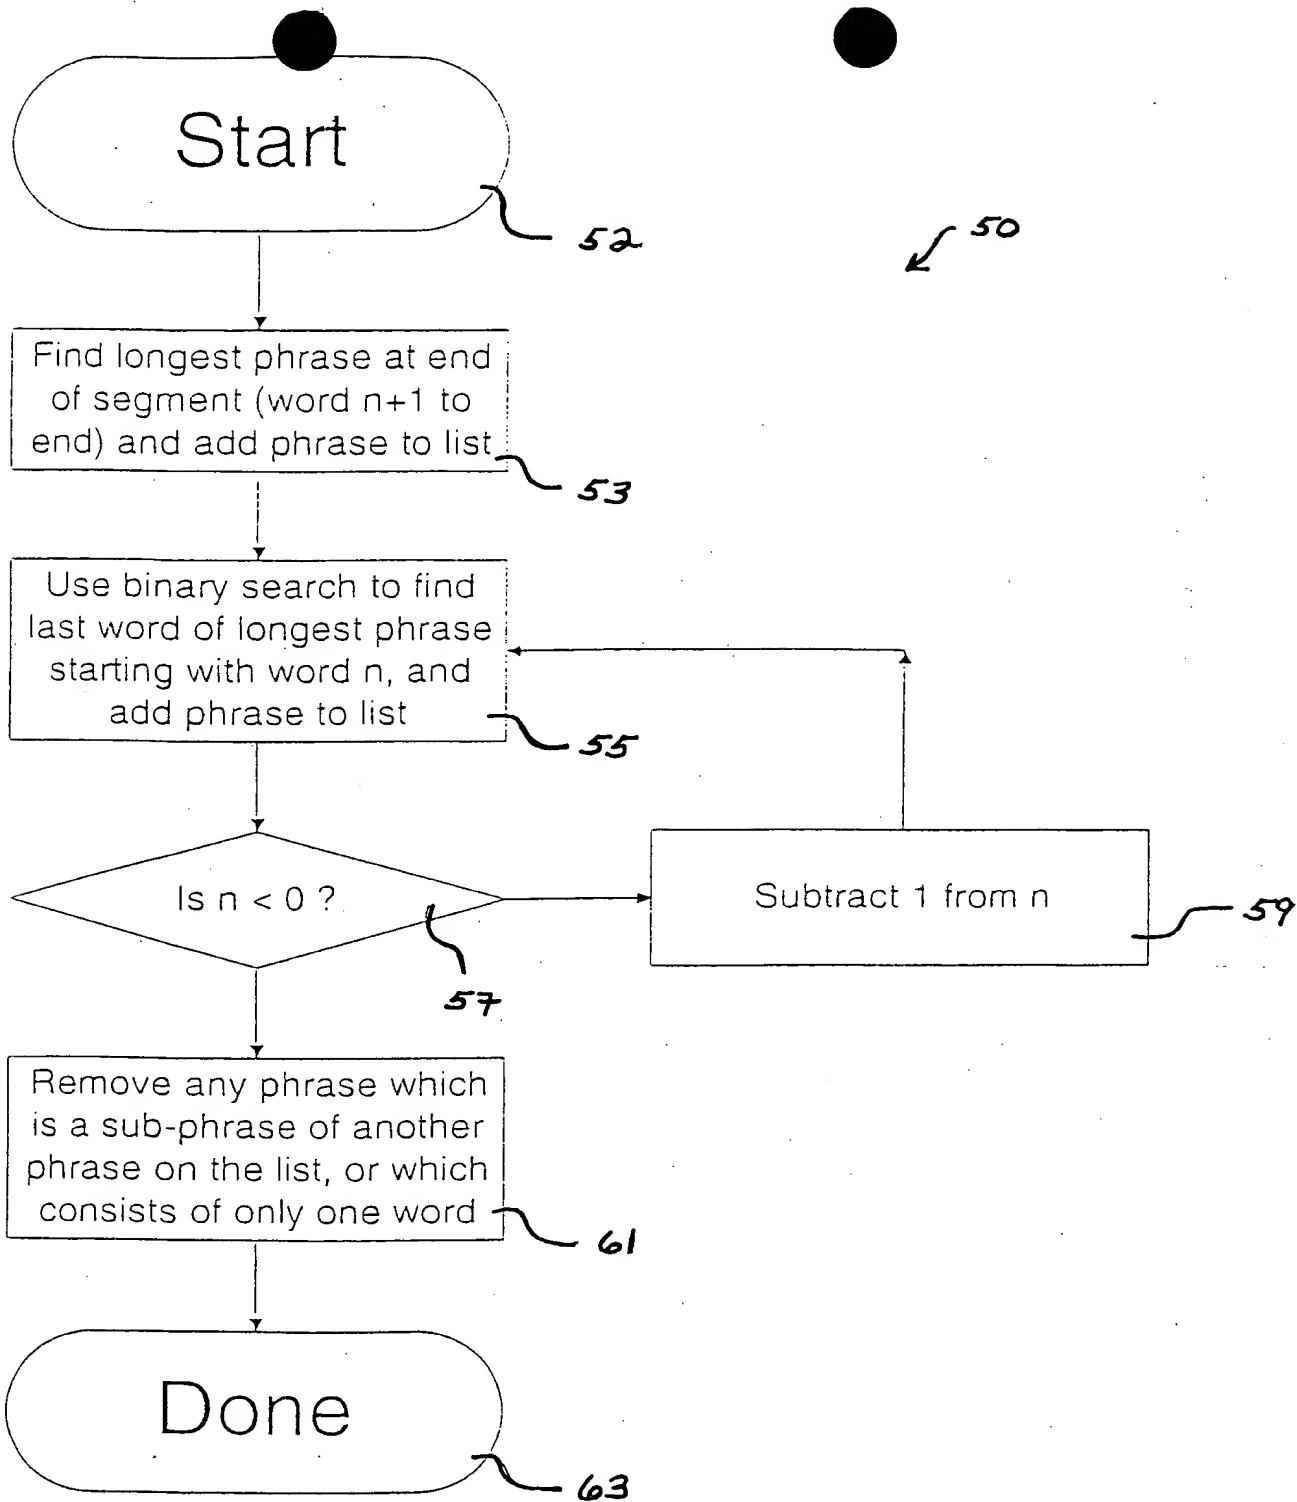 Start
52
50
Find longest phrase at end
of segment (word n+1 to
end) and add phrase to list
53
Use binary search to find
last word of longest phrase
starting with word n, and
add phrase to list
55
Is n < 0 ?
57
Subtract 1 from n
59
Remove any phrase which
is a sub-phrase of another
phrase on the list, or which
consists of only one word
61
Done
63